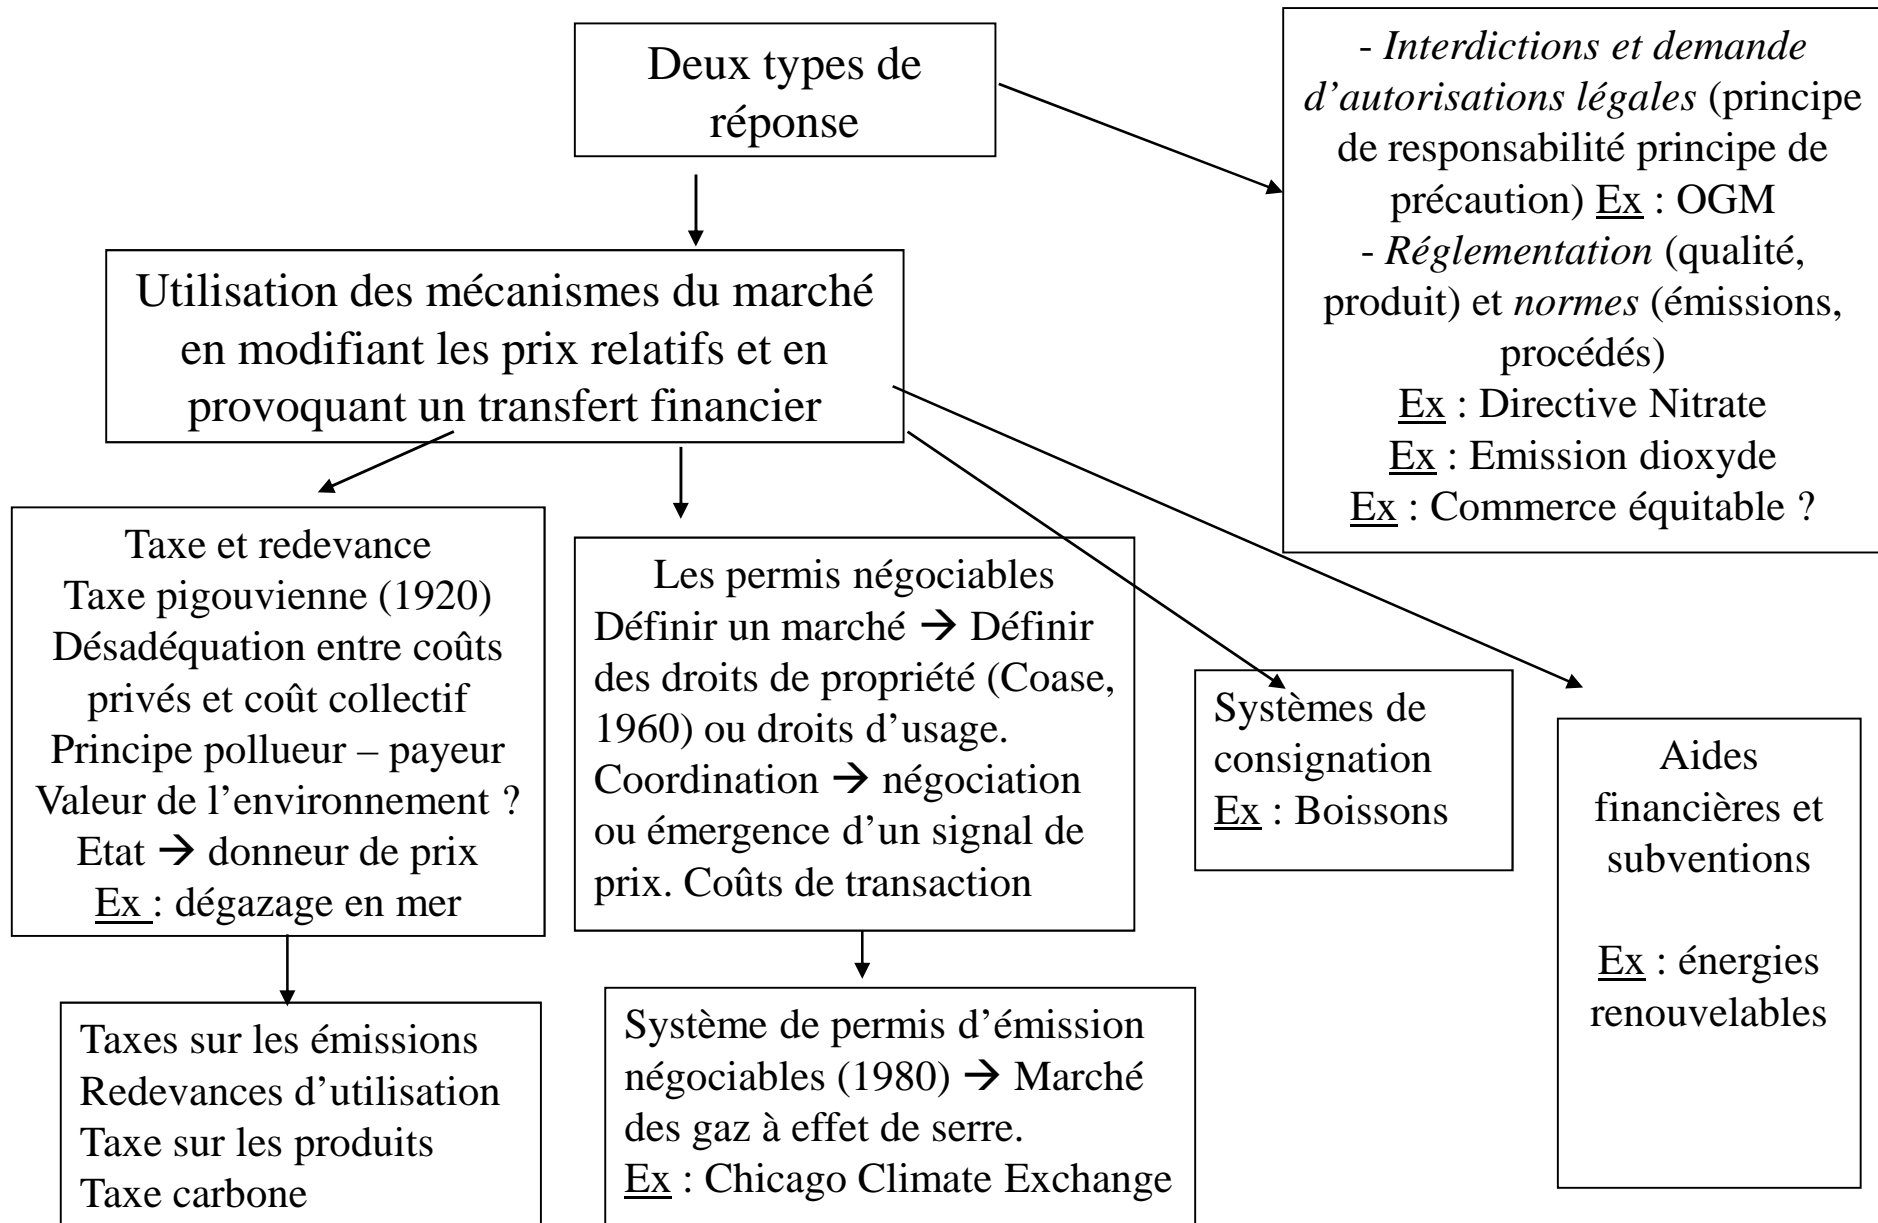 Deux types de
réponse
- Interdictions et demande
d’autorisations légales (principe
de responsabilité principe de
précaution) Ex : OGM
- Réglementation (qualité,
produit) et normes (émissions,
procédés)
Ex : Directive Nitrate
Ex : Emission dioxyde
Ex : Commerce équitable ?
Utilisation des mécanismes du marché
en modifiant les prix relatifs et en
provoquant un transfert financier
Taxe et redevance
Taxe pigouvienne (1920)
Désadéquation entre coûts
privés et coût collectif
Principe pollueur – payeur
Valeur de l’environnement ?
Etat → donneur de prix
Ex : dégazage en mer
Les permis négociables
Définir un marché → Définir
des droits de propriété (Coase,
1960) ou droits d’usage.
Coordination → négociation
ou émergence d’un signal de
prix. Coûts de transaction
Systèmes de
consignation
Ex : Boissons
Aides
financières et
subventions
Ex : énergies
renouvelables
Taxes sur les émissions
Redevances d’utilisation
Taxe sur les produits
Taxe carbone
Système de permis d’émission
négociables (1980) → Marché
des gaz à effet de serre.
Ex : Chicago Climate Exchange